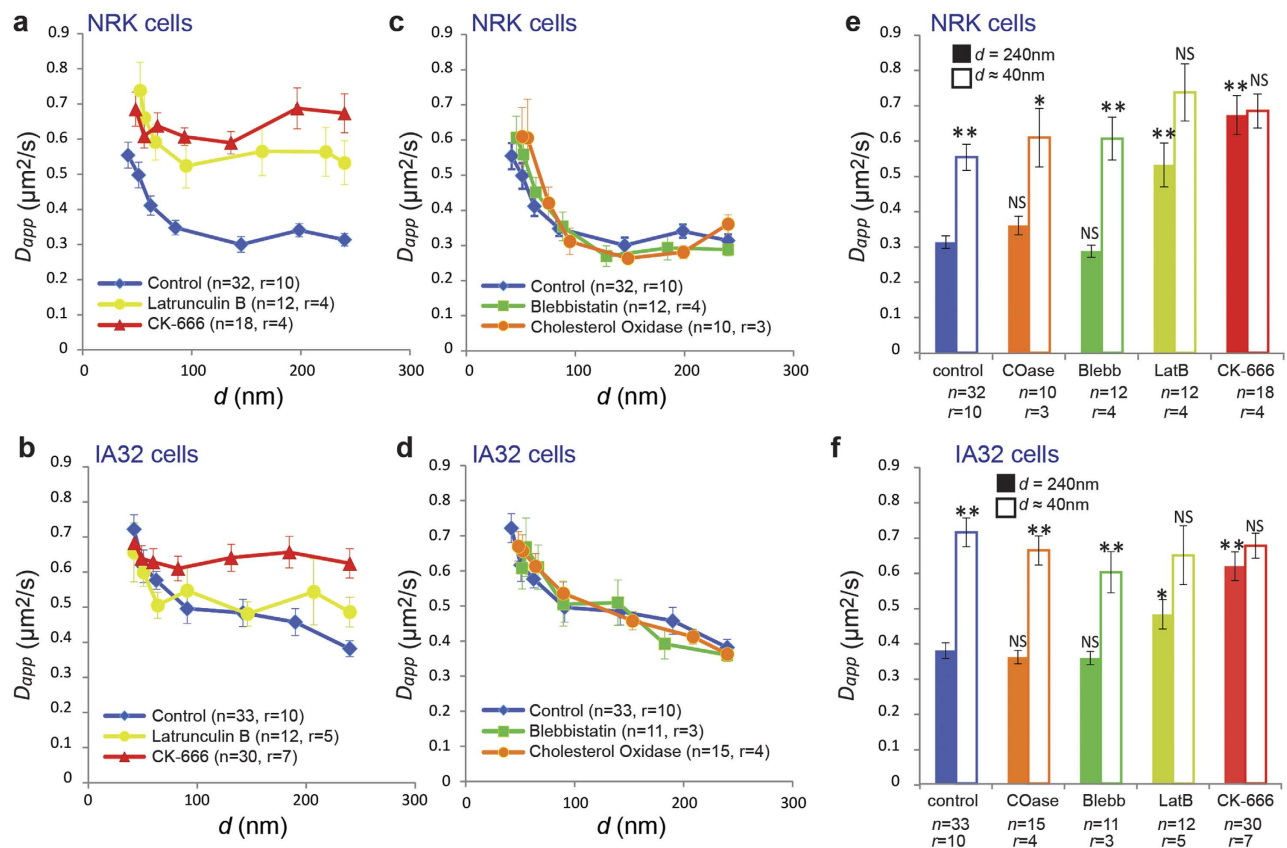 a
NRK cells
Dapp (μm²/s)
0.9
0.8
0.7
0.6
0.5
0.4
0.3
0.2
0.1
0
Control (n=32, r=10)
Latrunculin B (n=12, r=4)
CK-666 (n=18, r=4)
0 100 200 300
d (nm)
c
NRK cells
Dapp (μm²/s)
0.9
0.8
0.7
0.6
0.5
0.4
0.3
0.2
0.1
0
Control (n=32, r=10)
Blebbistatin (n=12, r=4)
Cholesterol Oxidase (n=10, r=3)
0 100 200 300
d (nm)
e
NRK cells
Dapp (μm²/s)
0.9
0.8
0.7
0.6
0.5
0.4
0.3
0.2
0.1
0
d = 240nm
d ≈ 40nm
** NS * NS ** ** NS ** NS
control COase Blebb LatB CK-666
n=32 n=10 n=12 n=12 n=18
r=10 r=3 r=4 r=4 r=4
b
IA32 cells
Dapp (μm²/s)
0.9
0.8
0.7
0.6
0.5
0.4
0.3
0.2
0.1
0
Control (n=33, r=10)
Latrunculin B (n=12, r=5)
CK-666 (n=30, r=7)
0 100 200 300
d (nm)
d
IA32 cells
Dapp (μm²/s)
0.9
0.8
0.7
0.6
0.5
0.4
0.3
0.2
0.1
0
Control (n=33, r=10)
Blebbistatin (n=11, r=3)
Cholesterol Oxidase (n=15, r=4)
0 100 200 300
d (nm)
f
IA32 cells
Dapp (μm²/s)
0.9
0.8
0.7
0.6
0.5
0.4
0.3
0.2
0.1
0
d = 240nm
d ≈ 40nm
** NS ** NS ** * NS ** NS
control COase Blebb LatB CK-666
n=33 n=15 n=11 n=12 n=30
r=10 r=4 r=3 r=5 r=7